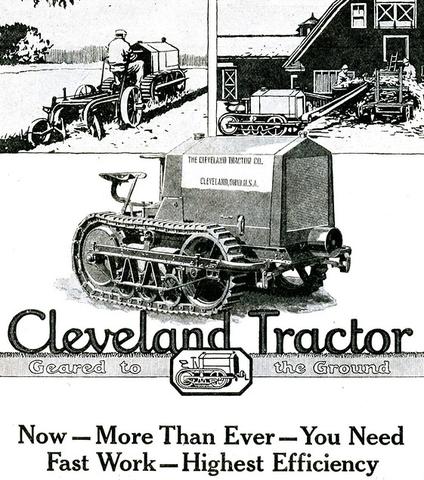 THE CLEVELAND TRACTOR CO.
CLEVELAND, OHIO U.S.A.
Cleveland Tractor
Geared to the Ground
Now—More Than Ever—You Need
Fast Work—Highest Efficiency